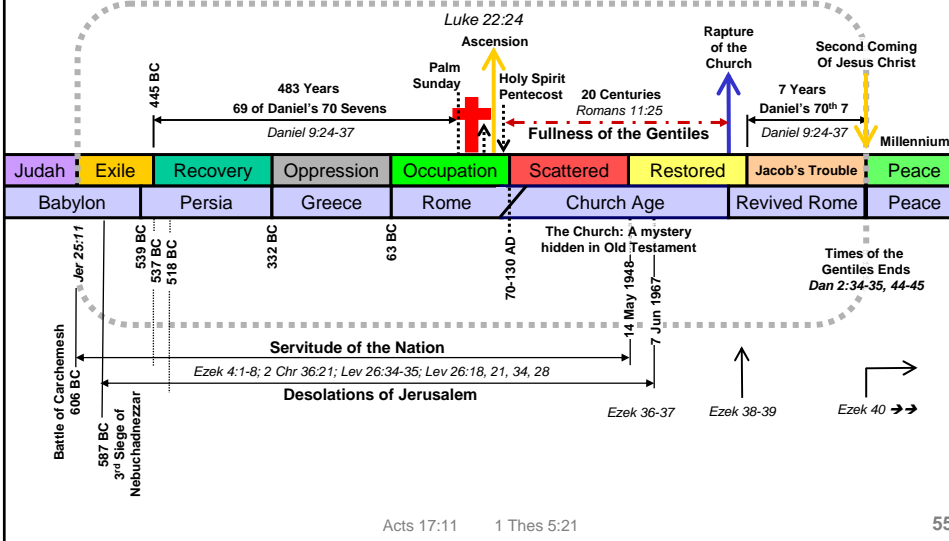 Luke 22:24
Ascension
Rapture
of the
Church
Second Coming
Of Jesus Christ
445 BC
483 Years
69 of Daniel's 70 Sevens
Daniel 9:24-37
Palm
Sunday
Holy Spirit
Pentecost
20 Centuries
Romans 11:25
Fullness of the Gentiles
7 Years
Daniel's 70th 7
Daniel 9:24-37
Millennium
Judah Exile Recovery Oppression Occupation Scattered Restored Jacob's Trouble Peace
Babylon Persia Greece Rome Church Age Revived Rome Peace
Jer 25:11
539 BC
537 BC
518 BC
332 BC
63 BC
70-130 AD
The Church: A mystery
hidden in Old Testament
14 May 1948
7 Jun 1967
Times of the
Gentiles Ends
Dan 2:34-35, 44-45
Battle of Carchemesh
606 BC
587 BC
3rd Siege of
Nebuchadnezzar
Servitude of the Nation
Ezek 4:1-8; 2 Chr 36:21; Lev 26:34-35; Lev 26:18, 21, 34, 28
Desolations of Jerusalem
Ezek 36-37
Ezek 38-39
Ezek 40 ➔➔
Acts 17:11 1 Thes 5:21
55